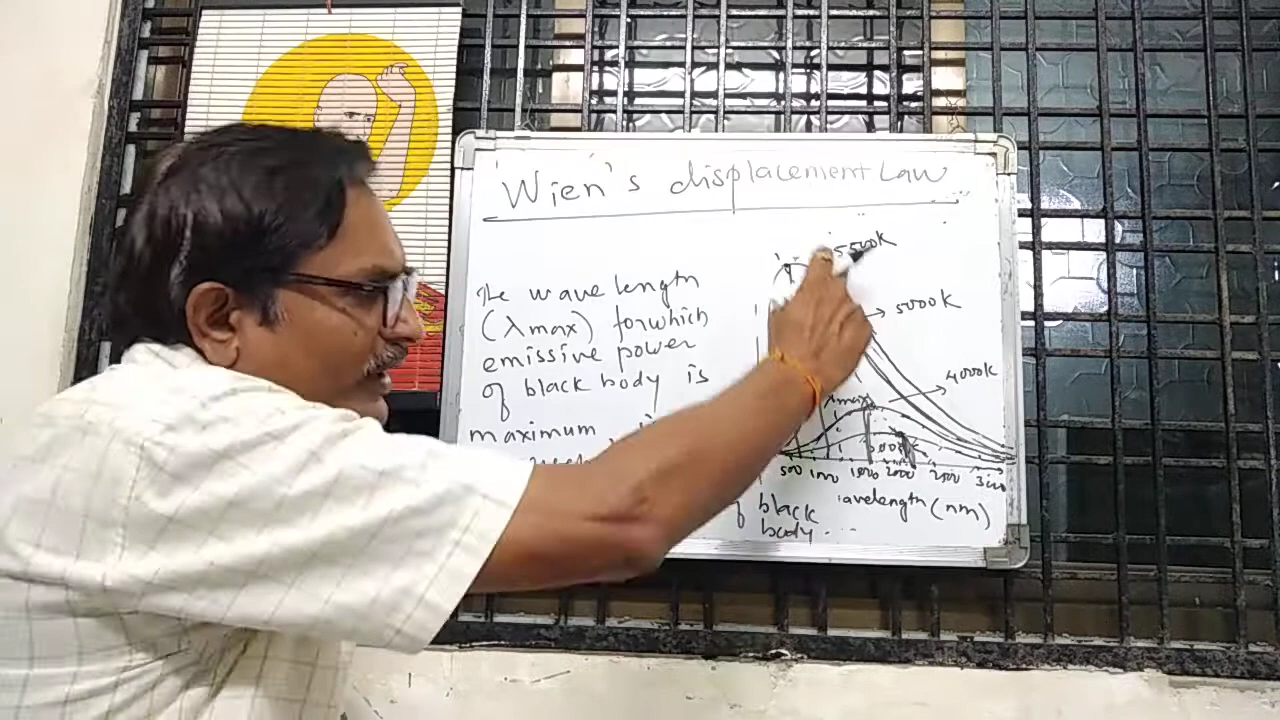 Wien's displacement Law
The wave length
(λmax) for which
emissive power
of black body is
maximum
5500K
→ 5000K
4000K
λmax
500 1000 1500 2000 2500
wavelength (nm)
of black
body ...